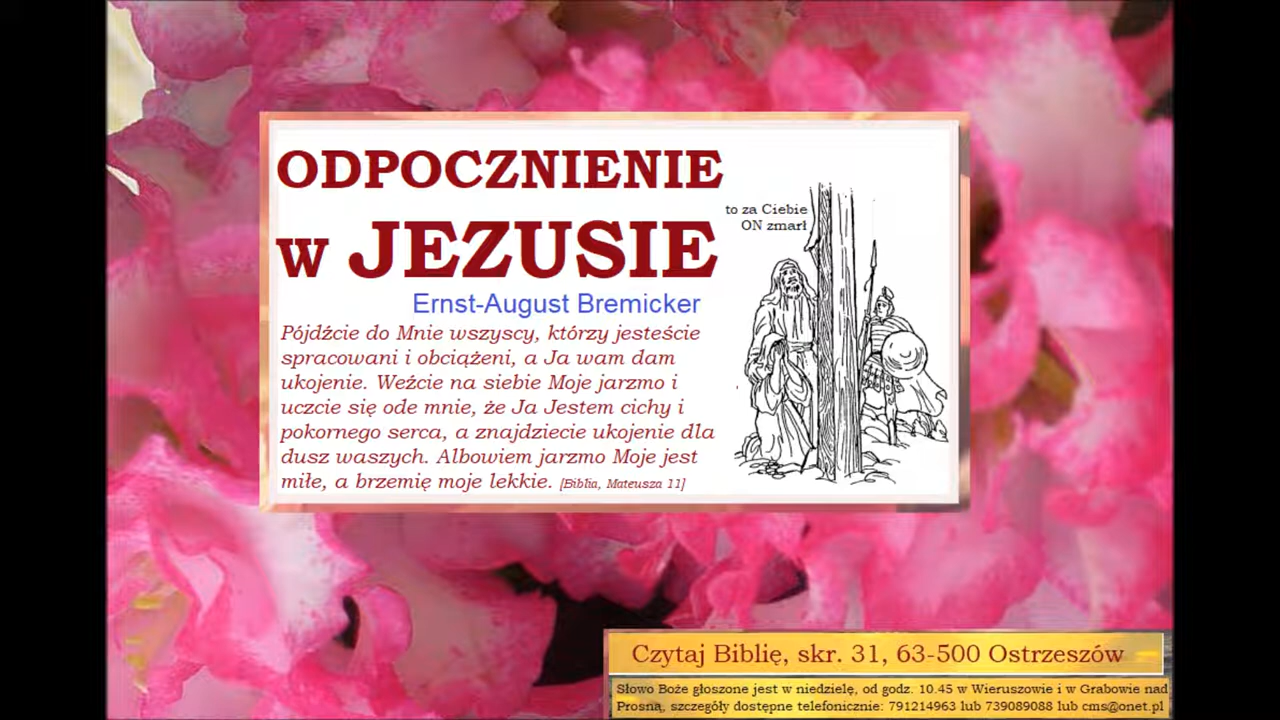 ODPOCZNIENIE
w JEZUSIE
to za Ciebie
ON zmarł
Ernst-August Bremicker
Pójdźcie do Mnie wszyscy, którzy jesteście
spracowani i obciążeni, a Ja wam dam
ukojenie. Weźcie na siebie Moje jarzmo i
uczcie się ode mnie, że Ja Jestem cichy i
pokornego serca, a znajdziecie ukojenie dla
dusz waszych. Albowiem jarzmo Moje jest
miłe, a brzemię moje lekkie. [Biblia, Mateusza 11]
Czytaj Biblię, skr. 31, 63-500 Ostrzeszów
Słowo Boże głoszone jest w niedzielę, od godz. 10.45 w Wieruszowie i w Grabowie nad
Prosną, szczegóły dostępne telefonicznie: 791214963 lub 739089088 lub cms@onet.pl